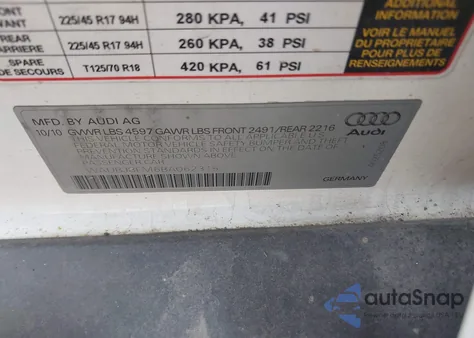 ONT
225/45 R17 94H
280 KPA, 41 PSI
REAR
ARRIERE
225/45 R17 94H
260 KPA, 38 PSI
SPARE
DE SECOURS
T125/70 R18
420 KPA, 61 PSI
ADDITIONAL
INFORMATION
VOIR LE MANUEL
DU PROPRIETAIRE
POUR PLUS DE
RENSEIGNEMENTS
MFD. BY AUDI AG
10/10 GVWR LBS 4597 GAWR LBS FRONT 2491/REAR 2216
THIS VEHICLE CONFORMS TO ALL APPLICABLE U.S.
FEDERAL MOTOR VEHICLE SAFETY BUMPER AND THEFT
PREVENTION STANDARDS IN EFFECT ON THE DATE OF
MANUFACTURE SHOWN ABOVE
PASSENGER CAR
Audi
GERMANY
autoSnap